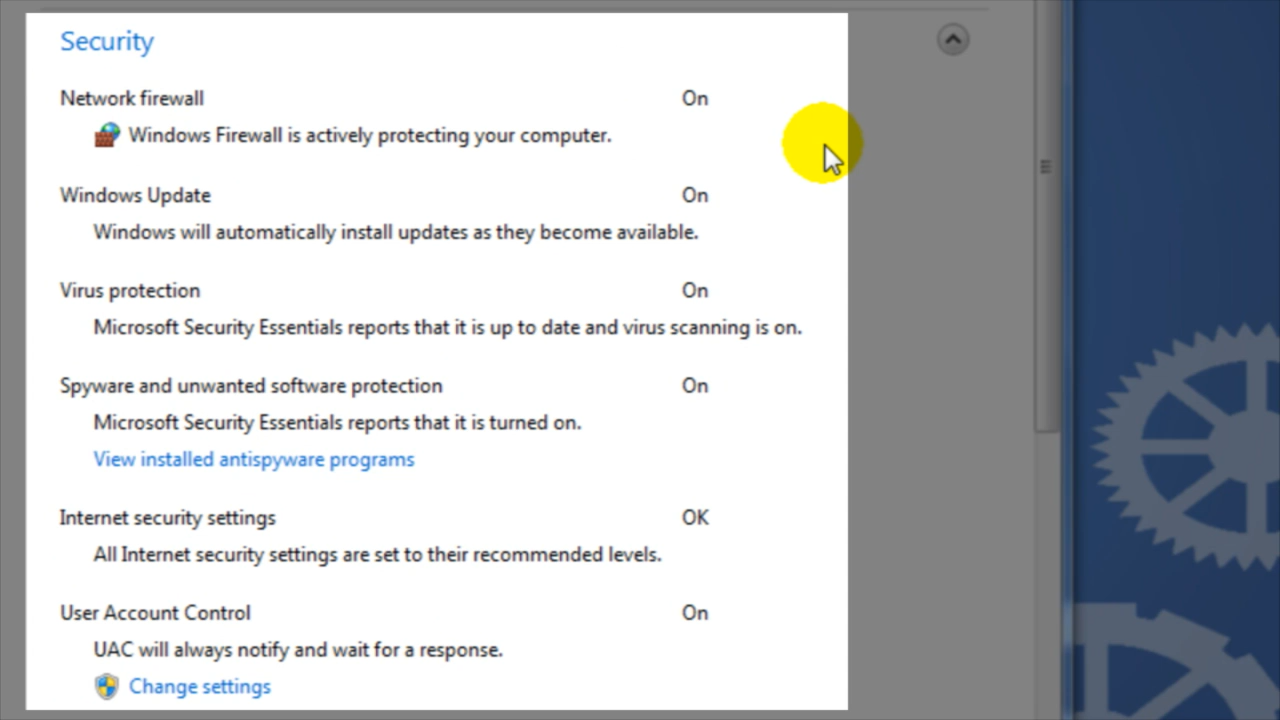 Security
Network firewall On
Windows Firewall is actively protecting your computer.
Windows Update On
Windows will automatically install updates as they become available.
Virus protection On
Microsoft Security Essentials reports that it is up to date and virus scanning is on.
Spyware and unwanted software protection On
Microsoft Security Essentials reports that it is turned on.
View installed antispyware programs
Internet security settings OK
All Internet security settings are set to their recommended levels.
User Account Control On
UAC will always notify and wait for a response.
Change settings